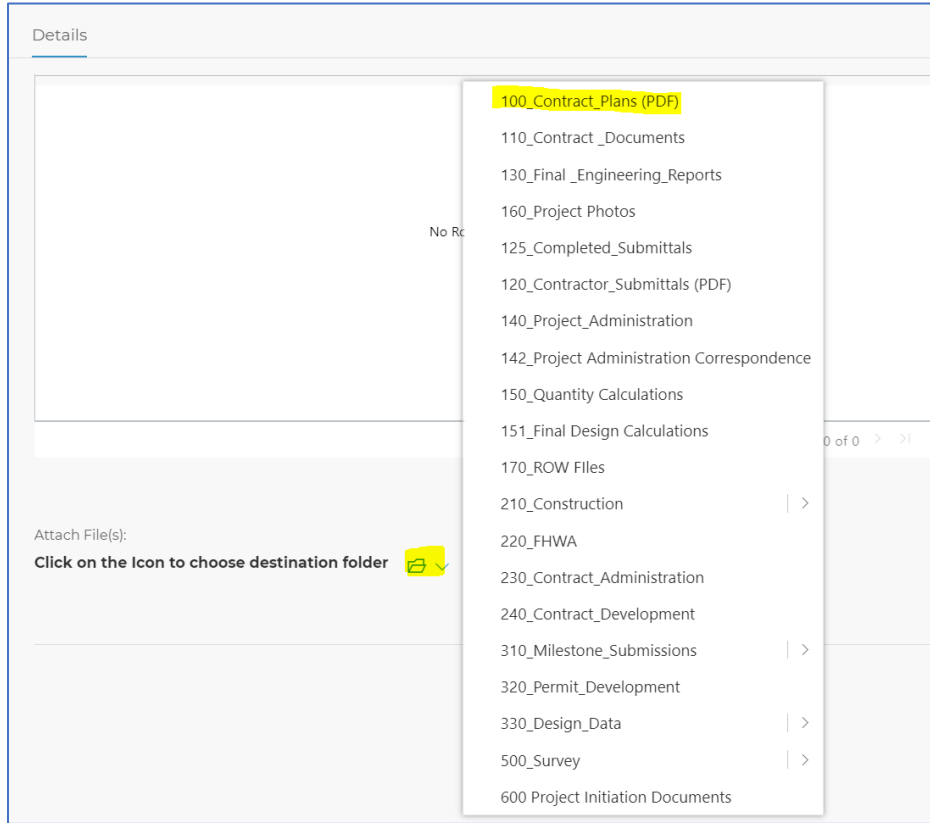 Details
100_Contract_Plans (PDF)
110_Contract _Documents
130_Final _Engineering_Reports
160_Project Photos
No
125_Completed_Submittals
120_Contractor_Submittals (PDF)
140_Project_Administration
142_Project Administration Correspondence
150_Quantity Calculations
151_Final Design Calculations
0 of 0
170_ROW FIles
210_Construction
220_FHWA
230_Contract_Administration
240_Contract_Development
310_Milestone_Submissions
320_Permit_Development
330_Design_Data
500_Survey
600 Project Initiation Documents
Attach File(s):
Click on the Icon to choose destination folder